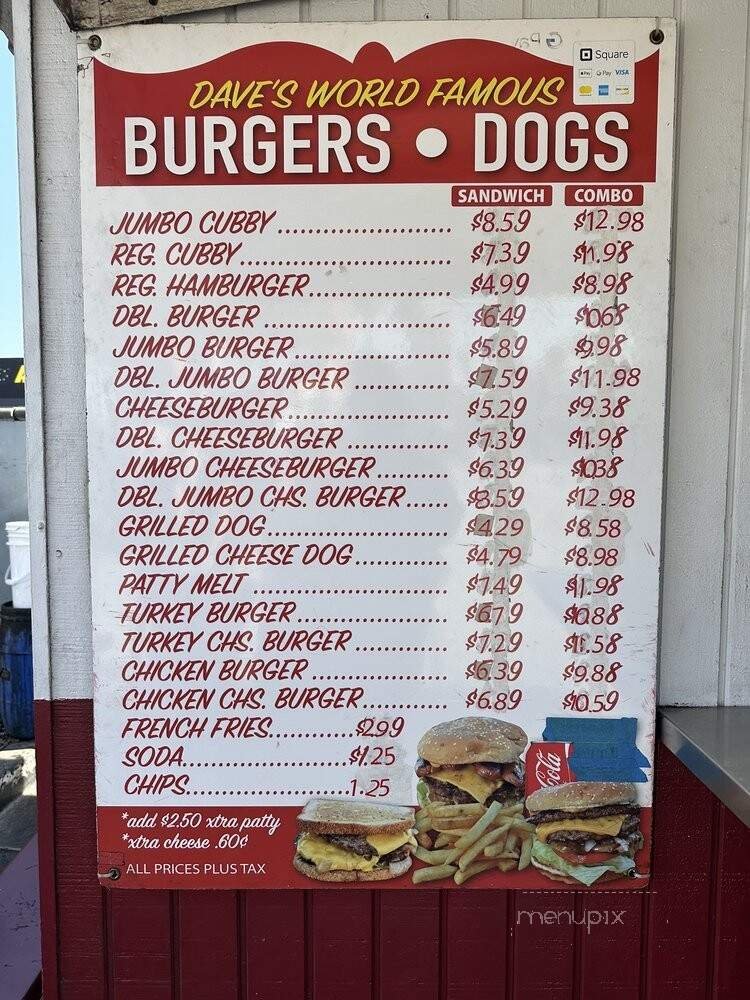 Square
Pay G Pay VISA
DAVE'S WORLD FAMOUS
BURGERS • DOGS
SANDWICH COMBO
JUMBO CUBBY ........................ $8.59 $12.98
REG. CUBBY............................. $7.39 $11.98
REG. HAMBURGER.................... $4.99 $8.98
DBL. BURGER .......................... $6.49 $10.68
JUMBO BURGER...................... $5.89 $9.98
DBL. JUMBO BURGER .............. $7.59 $11.98
CHEESEBURGER....................... $5.29 $9.38
DBL. CHEESEBURGER ............... $7.39 $11.98
JUMBO CHEESEBURGER.......... $6.39 $10.38
DBL. JUMBO CHS. BURGER...... $8.59 $12.98
GRILLED DOG.......................... $4.29 $8.58
GRILLED CHEESE DOG............. $4.79 $8.98
PATTY MELT ........................... $7.49 $11.98
TURKEY BURGER..................... $6.79 $10.88
TURKEY CHS. BURGER ............. $7.29 $11.58
CHICKEN BURGER ................... $6.39 $9.88
CHICKEN CHS. BURGER............ $6.89 $10.59
FRENCH FRIES............$2.99
SODA.......................$1.25
CHIPS......................1.25
Cola
*add $2.50 xtra patty
*xtra cheese .60¢
ALL PRICES PLUS TAX
menupix